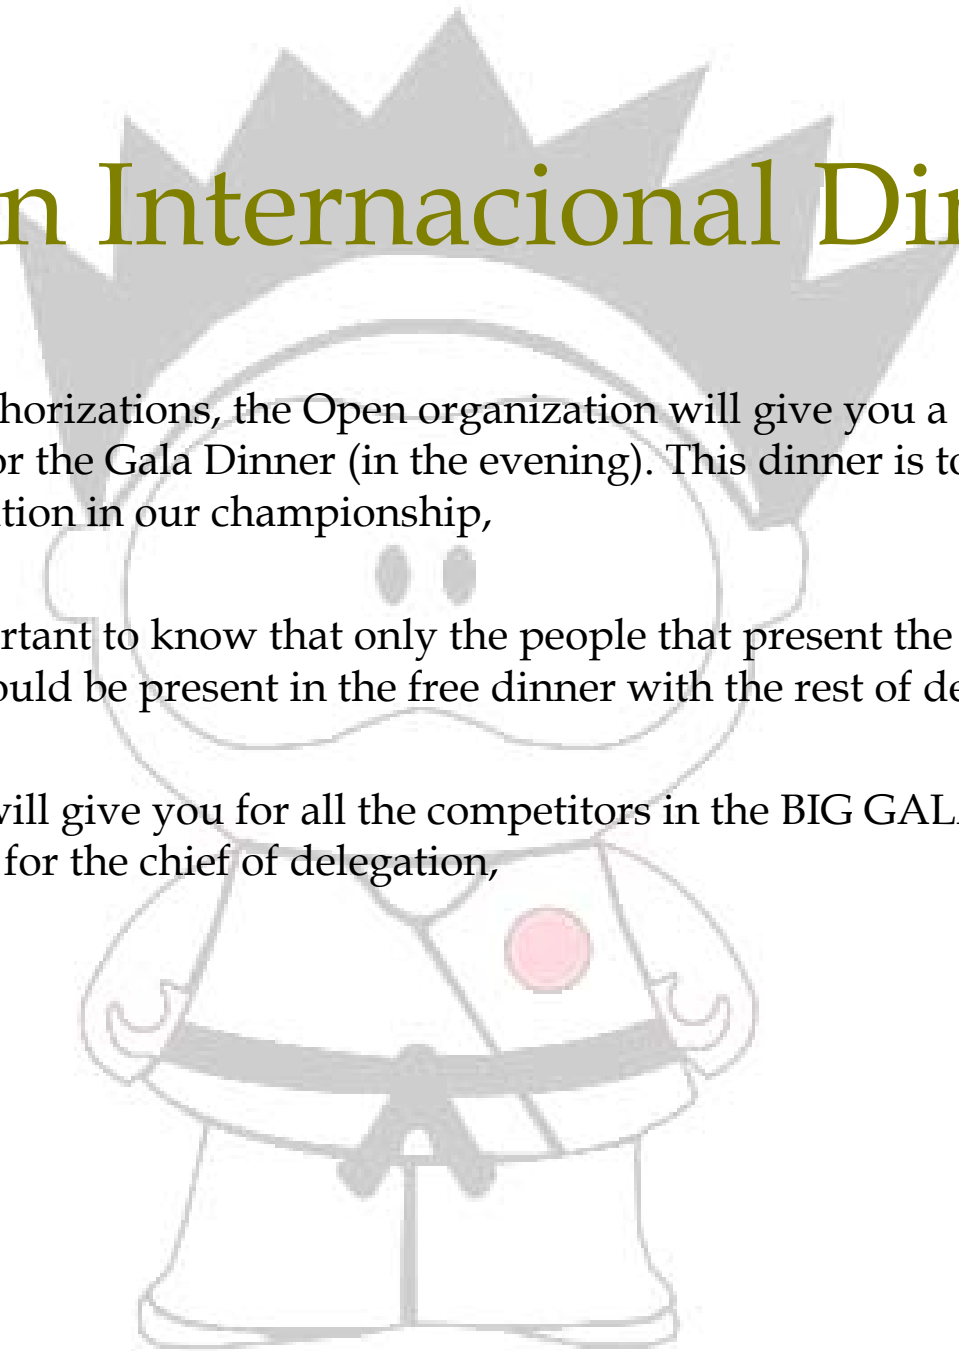 n Internacional Din
horizations, the Open organization will give you a
or the Gala Dinner (in the evening). This dinner is to
tion in our championship,
rtant to know that only the people that present the
ould be present in the free dinner with the rest of de
will give you for all the competitors in the BIG GALA
for the chief of delegation,